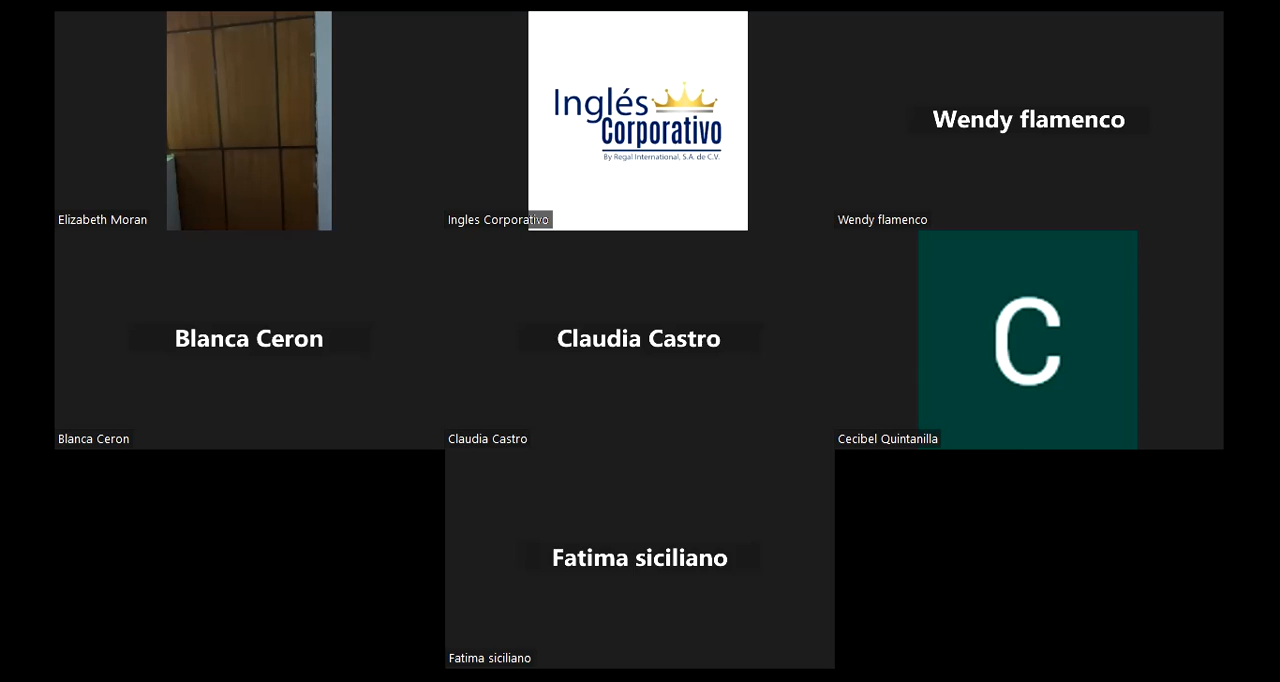 Inglés
Corporativo
By Regal International, S.A. de C.V.
Wendy flamenco
Elizabeth Moran
Ingles Corporativo
Wendy flamenco
Blanca Ceron
Claudia Castro
C
Blanca Ceron
Claudia Castro
Cecibel Quintanilla
Fatima siciliano
Fatima siciliano